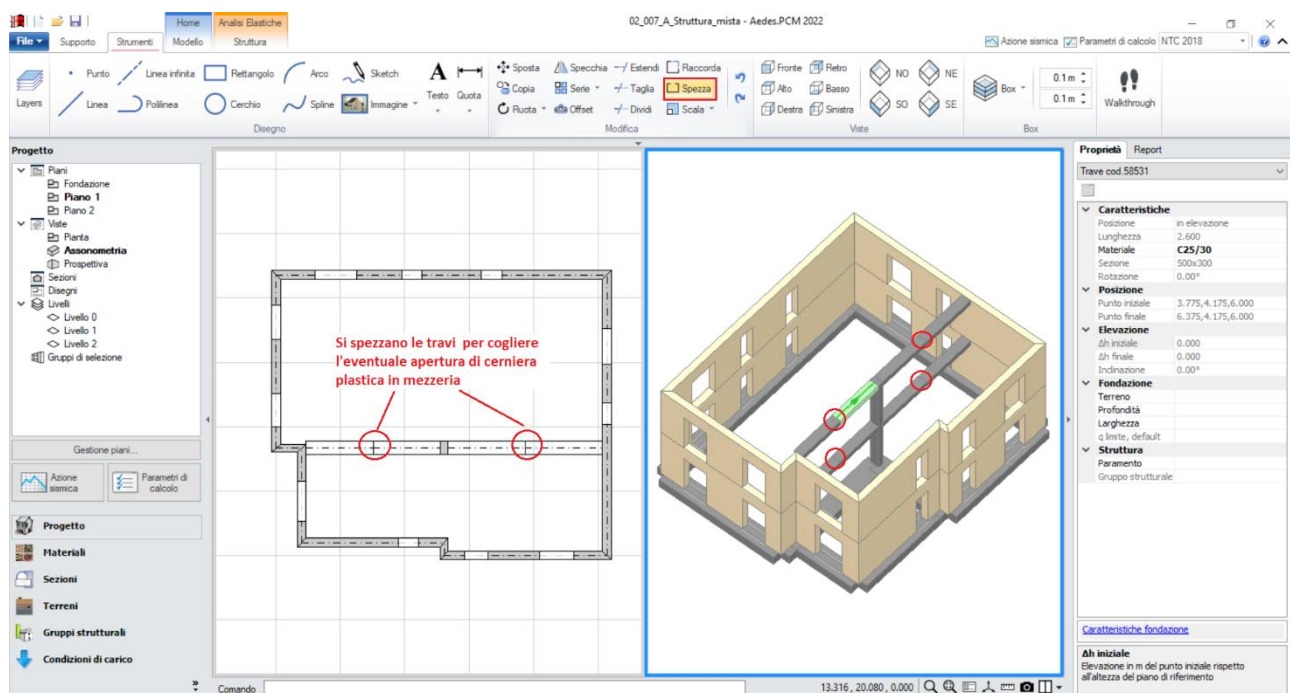 02_007_A_Struttura_mista - Aedes.PCM 2022
Home
Analisi Elastiche
File
Supporto
Strumenti
Modello
Struttura
Azione sismica
Parametri di calcolo
NTC 2018
Layers
Punto
Linea infinita
Rettangolo
Arco
Sketch
Linea
Polilinea
Cerchio
Spline
Immagine
A
Testo
Quota
Disegno
Sposta
Specchia
Estendi
Raccorda
Copia
Serie
Taglia
Spezza
Ruota
Offset
Dividi
Scala
Modifica
Fronte
Retro
NO
NE
Alto
Basso
Destra
Sinistra
SO
SE
Viste
Box
0.1 m
0.1 m
Box
Walkthrough
Progetto
Piani
Fondazione
Piano 1
Piano 2
Viste
Pianta
Assonometria
Prospettiva
Sezioni
Disegni
Livelli
Livello 0
Livello 1
Livello 2
Gruppi di selezione
Gestione piani...
Azione
sismica
Parametri di
calcolo
Progetto
Materiali
Sezioni
Terreni
Gruppi strutturali
Condizioni di carico
Si spezzano le travi per cogliere
l'eventuale apertura di cerniera
plastica in mezzeria
Comando
13.316 , 20.080 , 0.000
Proprietà
Report
Trave cod.58531
Caratteristiche
Posizione in elevazione
Lunghezza 2.600
Materiale C25/30
Sezione 500x300
Rotazione 0.00°
Posizione
Punto iniziale 3.775,4.175,6.000
Punto finale 6.375,4.175,6.000
Elevazione
Δh iniziale 0.000
Δh finale 0.000
Inclinazione 0.00°
Fondazione
Terreno
Profondità
Larghezza
q limite, default
Struttura
Paramento
Gruppo strutturale
Caratteristiche fondazione
Δh iniziale
Elevazione in m del punto iniziale rispetto
all'altezza del piano di riferimento